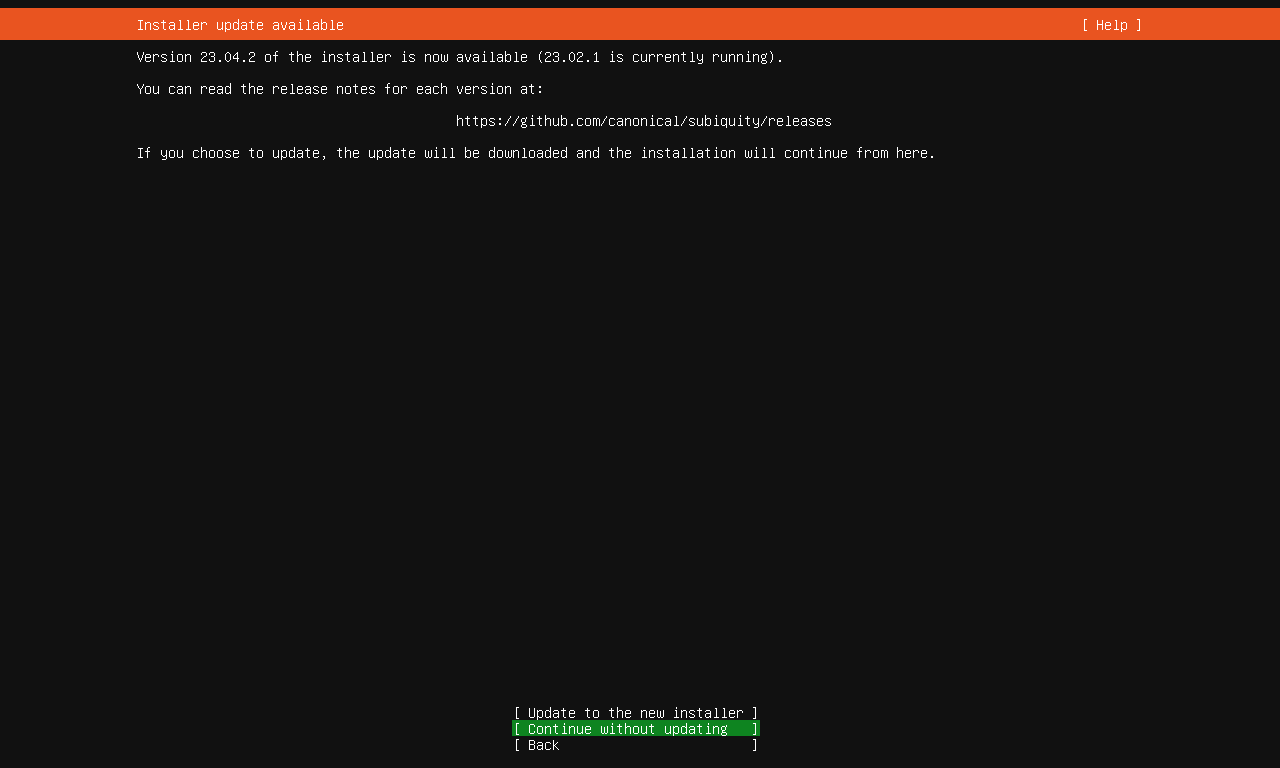 Installer update available [ Help ]
Version 23.04.2 of the installer is now available (23.02.1 is currently running).
You can read the release notes for each version at:
https://github.com/canonical/subiquity/releases
If you choose to update, the update will be downloaded and the installation will continue from here.
[ Update to the new installer ]
[ Continue without updating ]
[ Back ]